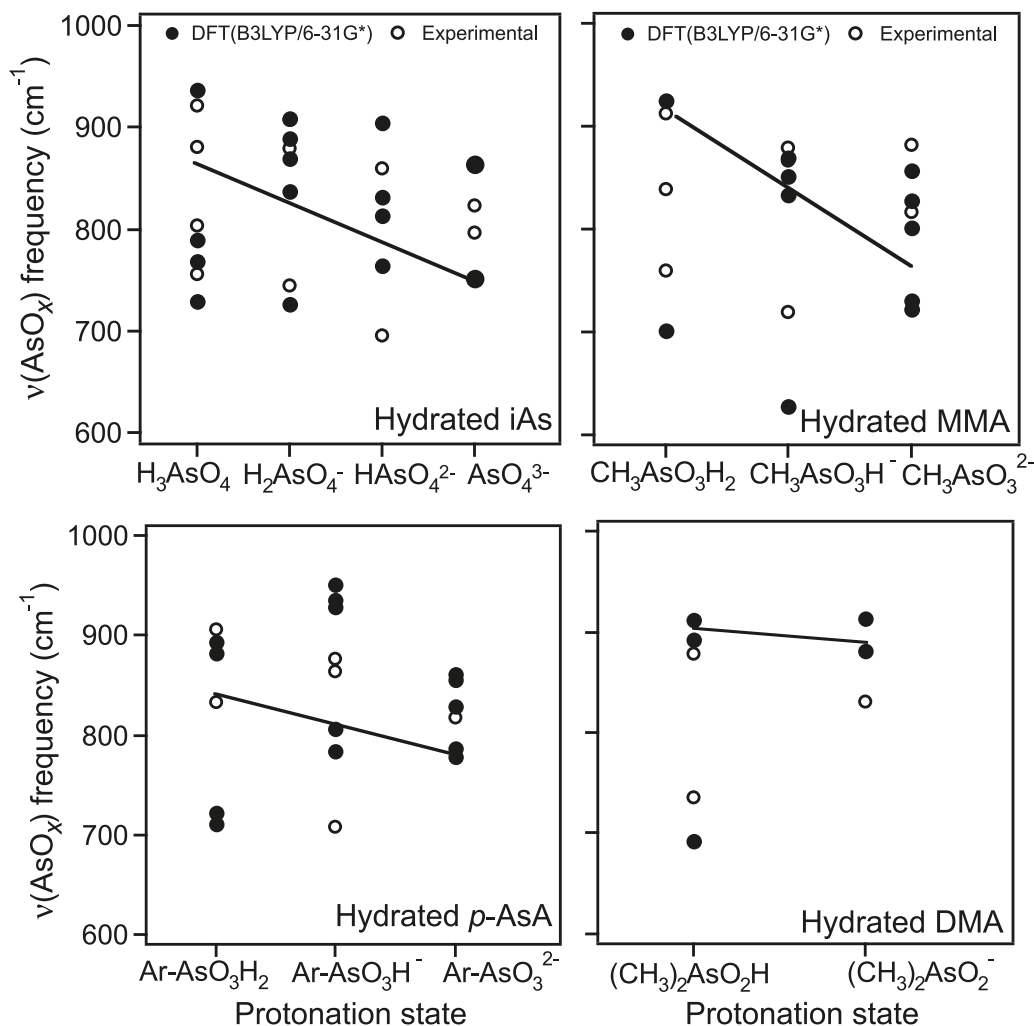 1000
900
800
700
600
ν(AsOₓ) frequency (cm⁻¹)
● DFT(B3LYP/6-31G*) ○ Experimental
Hydrated iAs
H₃AsO₄ H₂AsO₄⁻ HAsO₄²⁻ AsO₄³⁻
● DFT(B3LYP/6-31G*) ○ Experimental
Hydrated MMA
CH₃AsO₃H₂ CH₃AsO₃H⁻ CH₃AsO₃²⁻
1000
900
800
700
600
ν(AsOₓ) frequency (cm⁻¹)
Hydrated p-AsA
Ar-AsO₃H₂ Ar-AsO₃H⁻ Ar-AsO₃²⁻
Protonation state
Hydrated DMA
(CH₃)₂AsO₂H (CH₃)₂AsO₂⁻
Protonation state